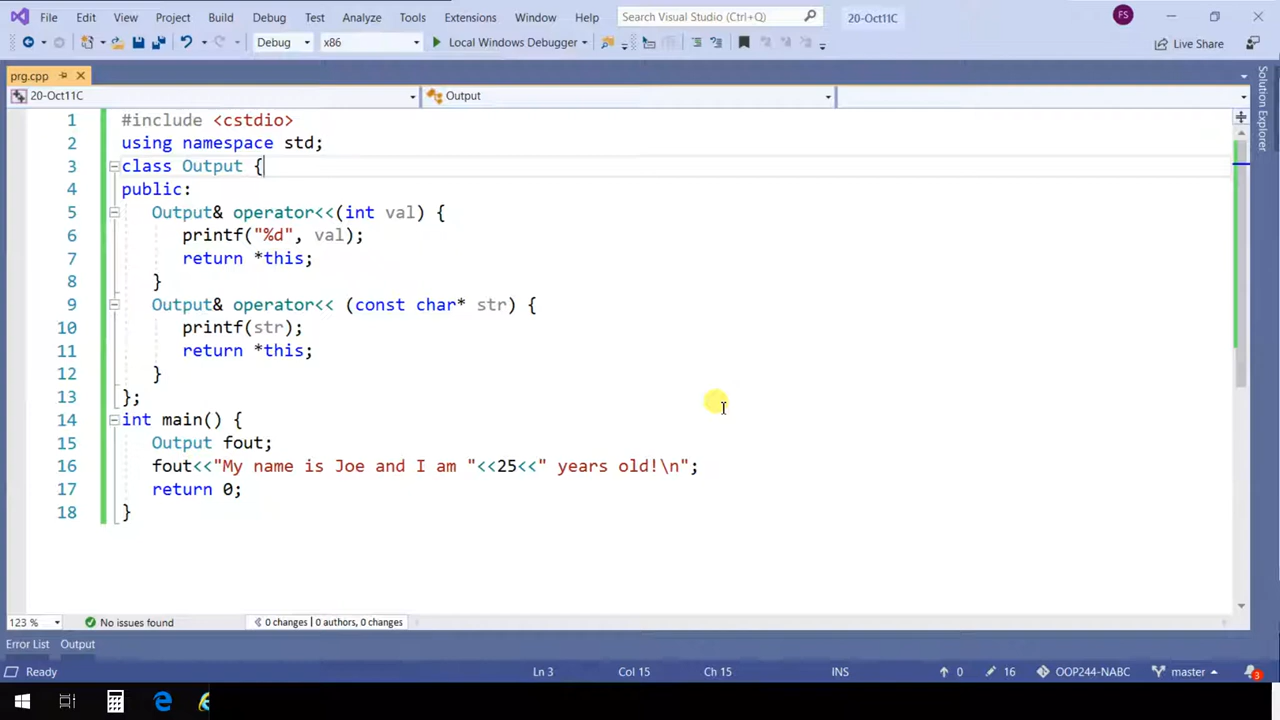 File Edit View Project Build Debug Test Analyze Tools Extensions Window Help Search Visual Studio (Ctrl+Q) 20-Oct11C FS
Debug x86 Local Windows Debugger Live Share
prg.cpp
20-Oct11C Output
1 #include <cstdio>
2 using namespace std;
3 class Output {
4 public:
5 Output& operator<<(int val) {
6 printf("%d", val);
7 return *this;
8 }
9 Output& operator<< (const char* str) {
10 printf(str);
11 return *this;
12 }
13 };
14 int main() {
15 Output fout;
16 fout<<"My name is Joe and I am "<<25<<" years old!\n";
17 return 0;
18 }
Solution Explorer
123 % No issues found 0 changes | 0 authors, 0 changes
Error List Output
Ready Ln 3 Col 15 Ch 15 INS 0 16 OOP244-NABC master 3